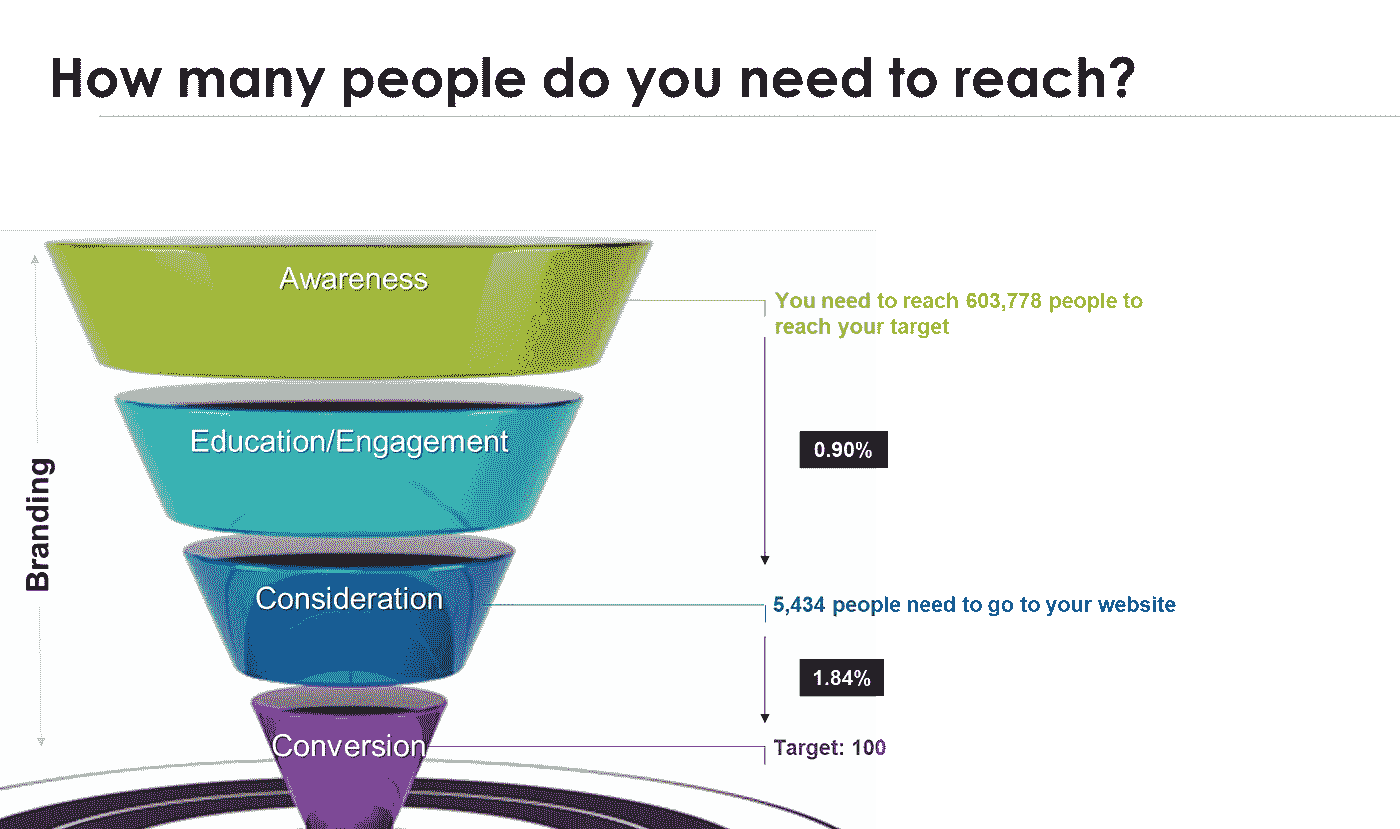 How many people do you need to reach?
Awareness
You need to reach 603,778 people to
reach your target
Education/Engagement
0.90%
Branding
Consideration
5,434 people need to go to your website
1.84%
Conversion
Target: 100